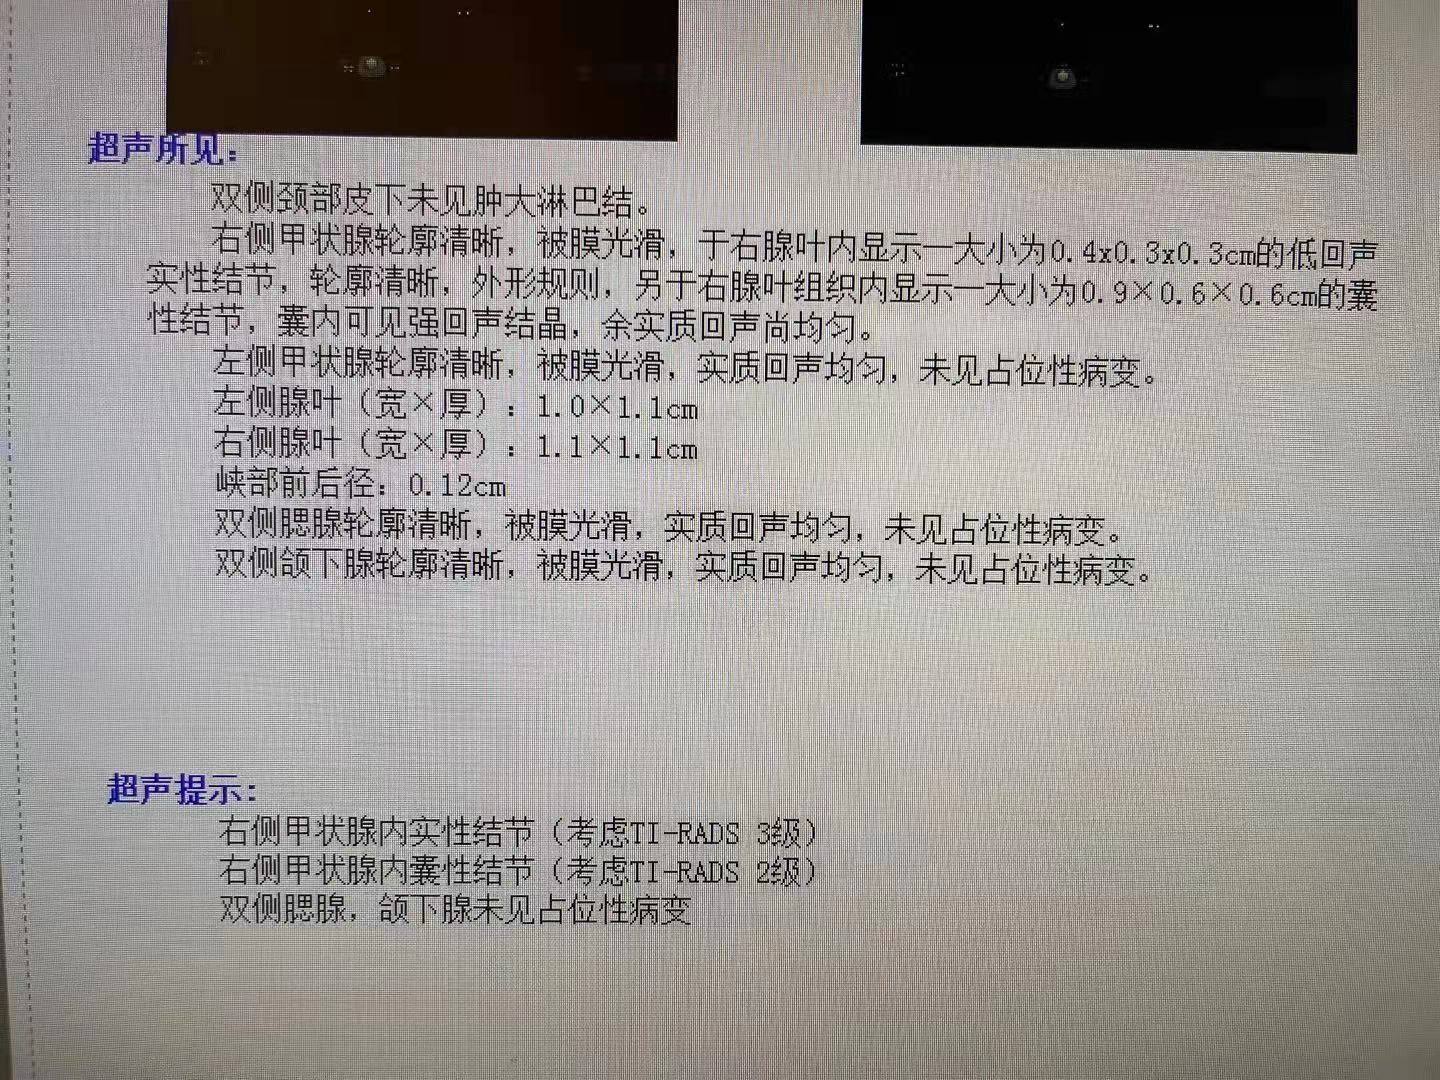 超声所见：
双侧颈部皮下未见肿大淋巴结。
右侧甲状腺轮廓清晰，被膜光滑，于右腺叶内显示一大小为0.4x0.3x0.3cm的低回声
实性结节，轮廓清晰，外形规则，另于右腺叶组织内显示一大小为0.9×0.6×0.6cm的囊
性结节，囊内可见强回声结晶，余实质回声尚均匀。
左侧甲状腺轮廓清晰，被膜光滑，实质回声均匀，未见占位性病变。
左侧腺叶（宽×厚）：1.0×1.1cm
右侧腺叶（宽×厚）：1.1×1.1cm
峡部前后径：0.12cm
双侧腮腺轮廓清晰，被膜光滑，实质回声均匀，未见占位性病变。
双侧颌下腺轮廓清晰，被膜光滑，实质回声均匀，未见占位性病变。
超声提示：
右侧甲状腺内实性结节（考虑TI-RADS 3级）
右侧甲状腺内囊性结节（考虑TI-RADS 2级）
双侧腮腺，颌下腺未见占位性病变